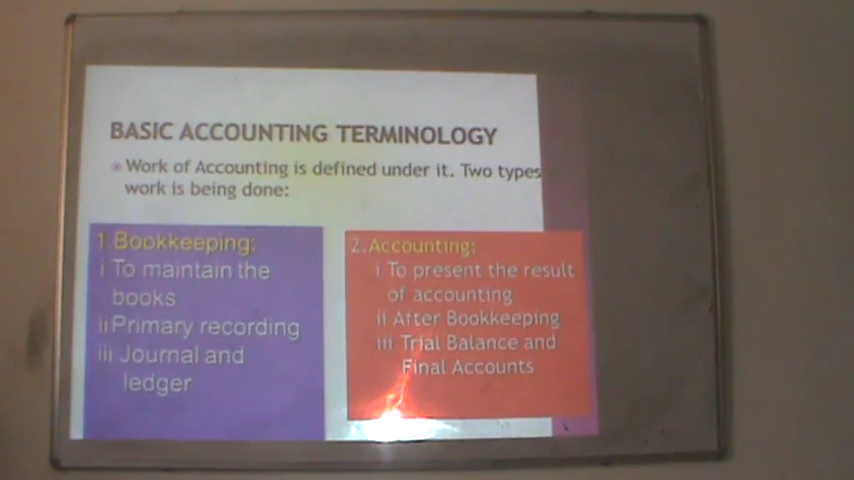 BASIC ACCOUNTING TERMINOLOGY
Work of Accounting is defined under it. Two types
work is being done:
1.Bookkeeping:
i To maintain the
books
ii Primary recording
iii Journal and
ledger
2.Accounting:
i To present the result
of accounting
ii After Bookkeeping
iii Trial Balance and
Final Accounts